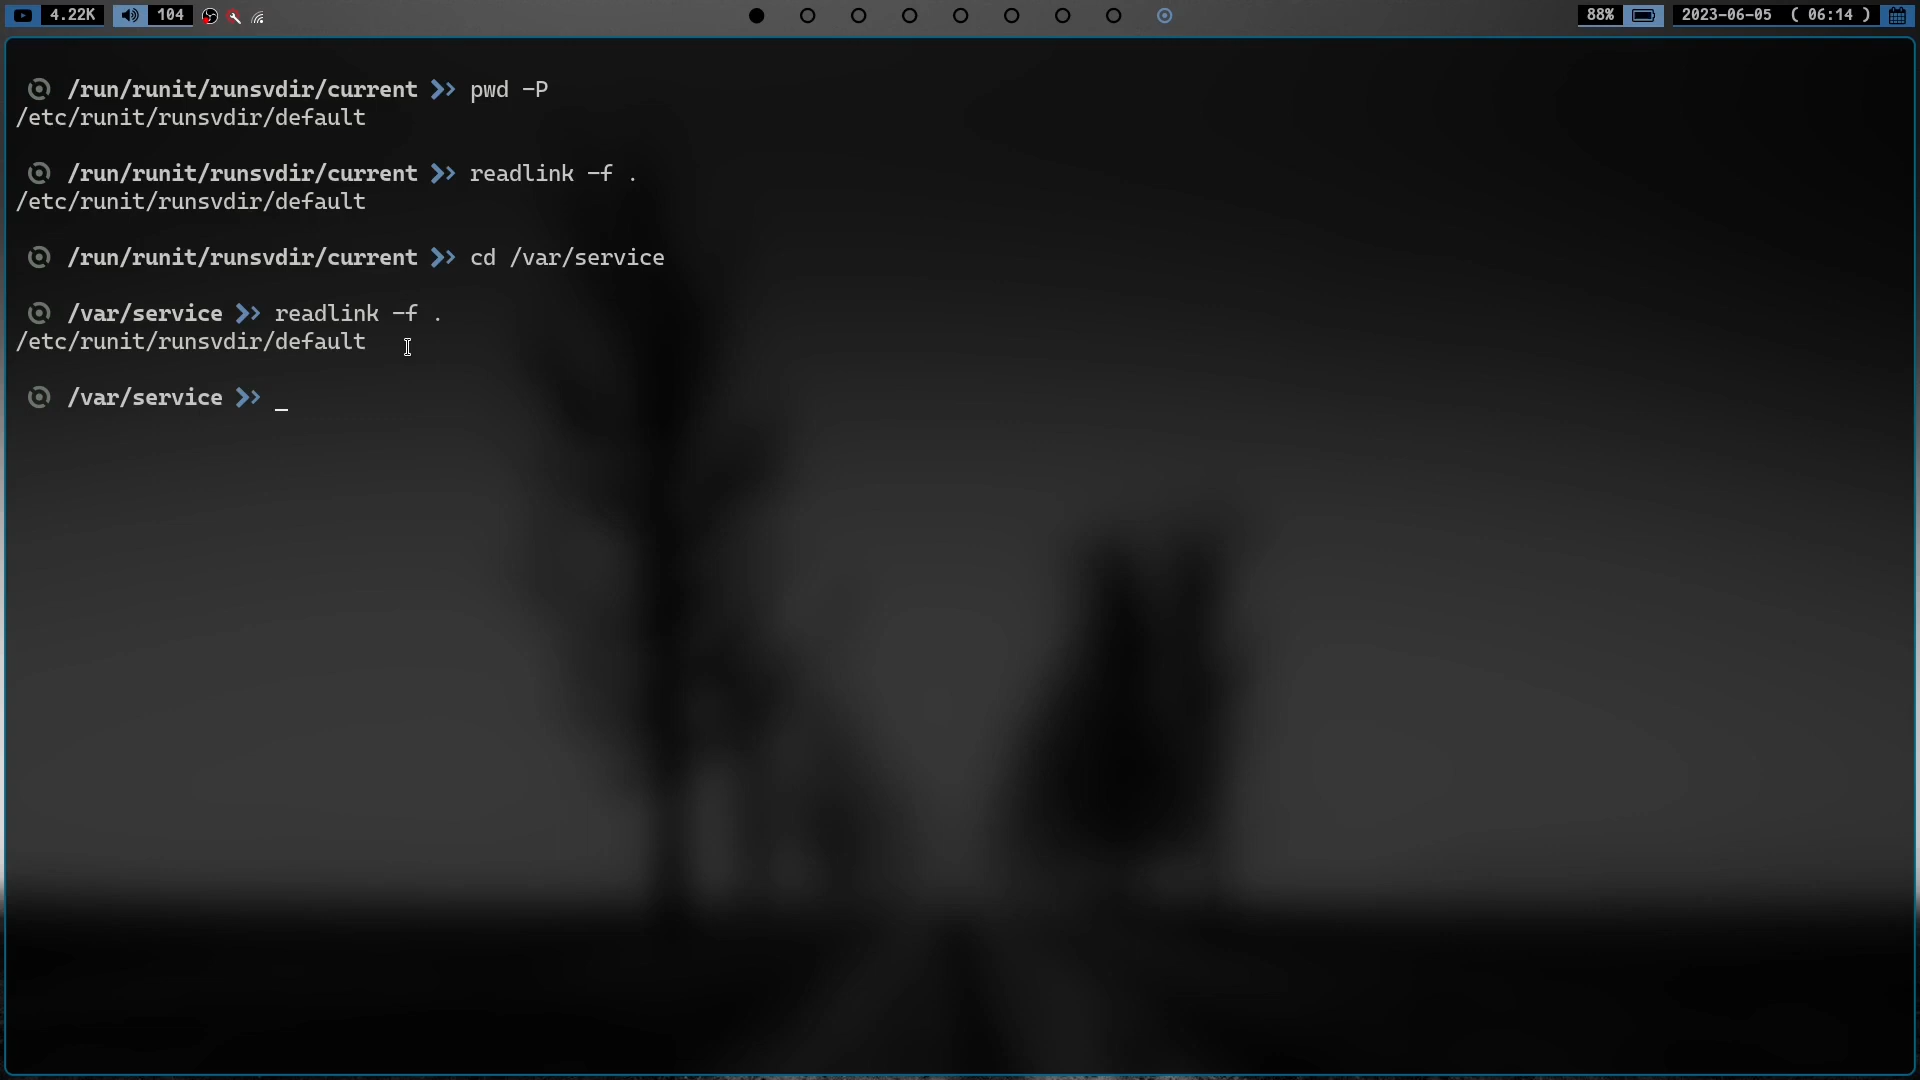 4.22K 104 88% 2023-06-05 ( 06:14 )
/run/runit/runsvdir/current pwd -P
/etc/runit/runsvdir/default
/run/runit/runsvdir/current readlink -f .
/etc/runit/runsvdir/default
/run/runit/runsvdir/current cd /var/service
/var/service readlink -f .
/etc/runit/runsvdir/default
/var/service _